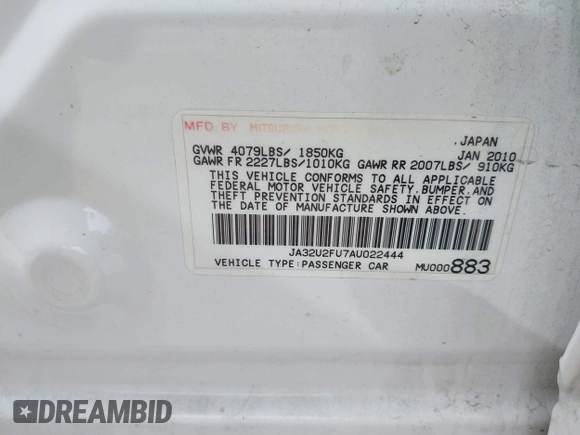 MFD. BY MITSUBISHI MOTORS
,JAPAN
GVWR 4079LBS/ 1850KG JAN 2010
GAWR FR 2227LBS/1010KG GAWR RR 2007LBS/ 910KG
THIS VEHICLE CONFORMS TO ALL APPLICABLE
FEDERAL MOTOR VEHICLE SAFETY,BUMPER,AND
THEFT PREVENTION STANDARDS IN EFFECT ON
THE DATE OF MANUFACTURE SHOWN ABOVE.
JA32U2FU7AU022444
VEHICLE TYPE:PASSENGER CAR MU000883
DREAMBID